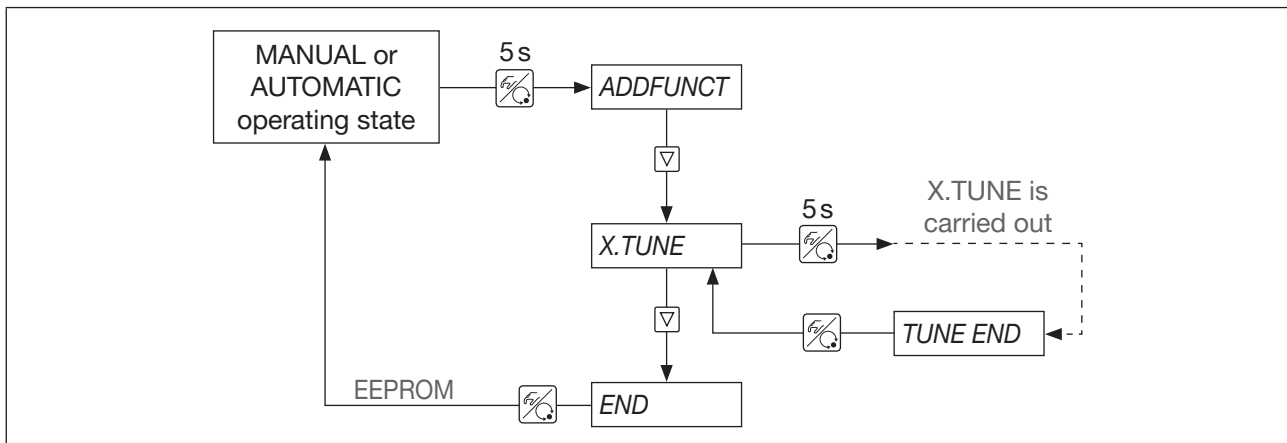 MANUAL or
AUTOMATIC
operating state
5 s
ADDFUNCT
X.TUNE
5 s
X.TUNE is
carried out
TUNE END
EEPROM
END